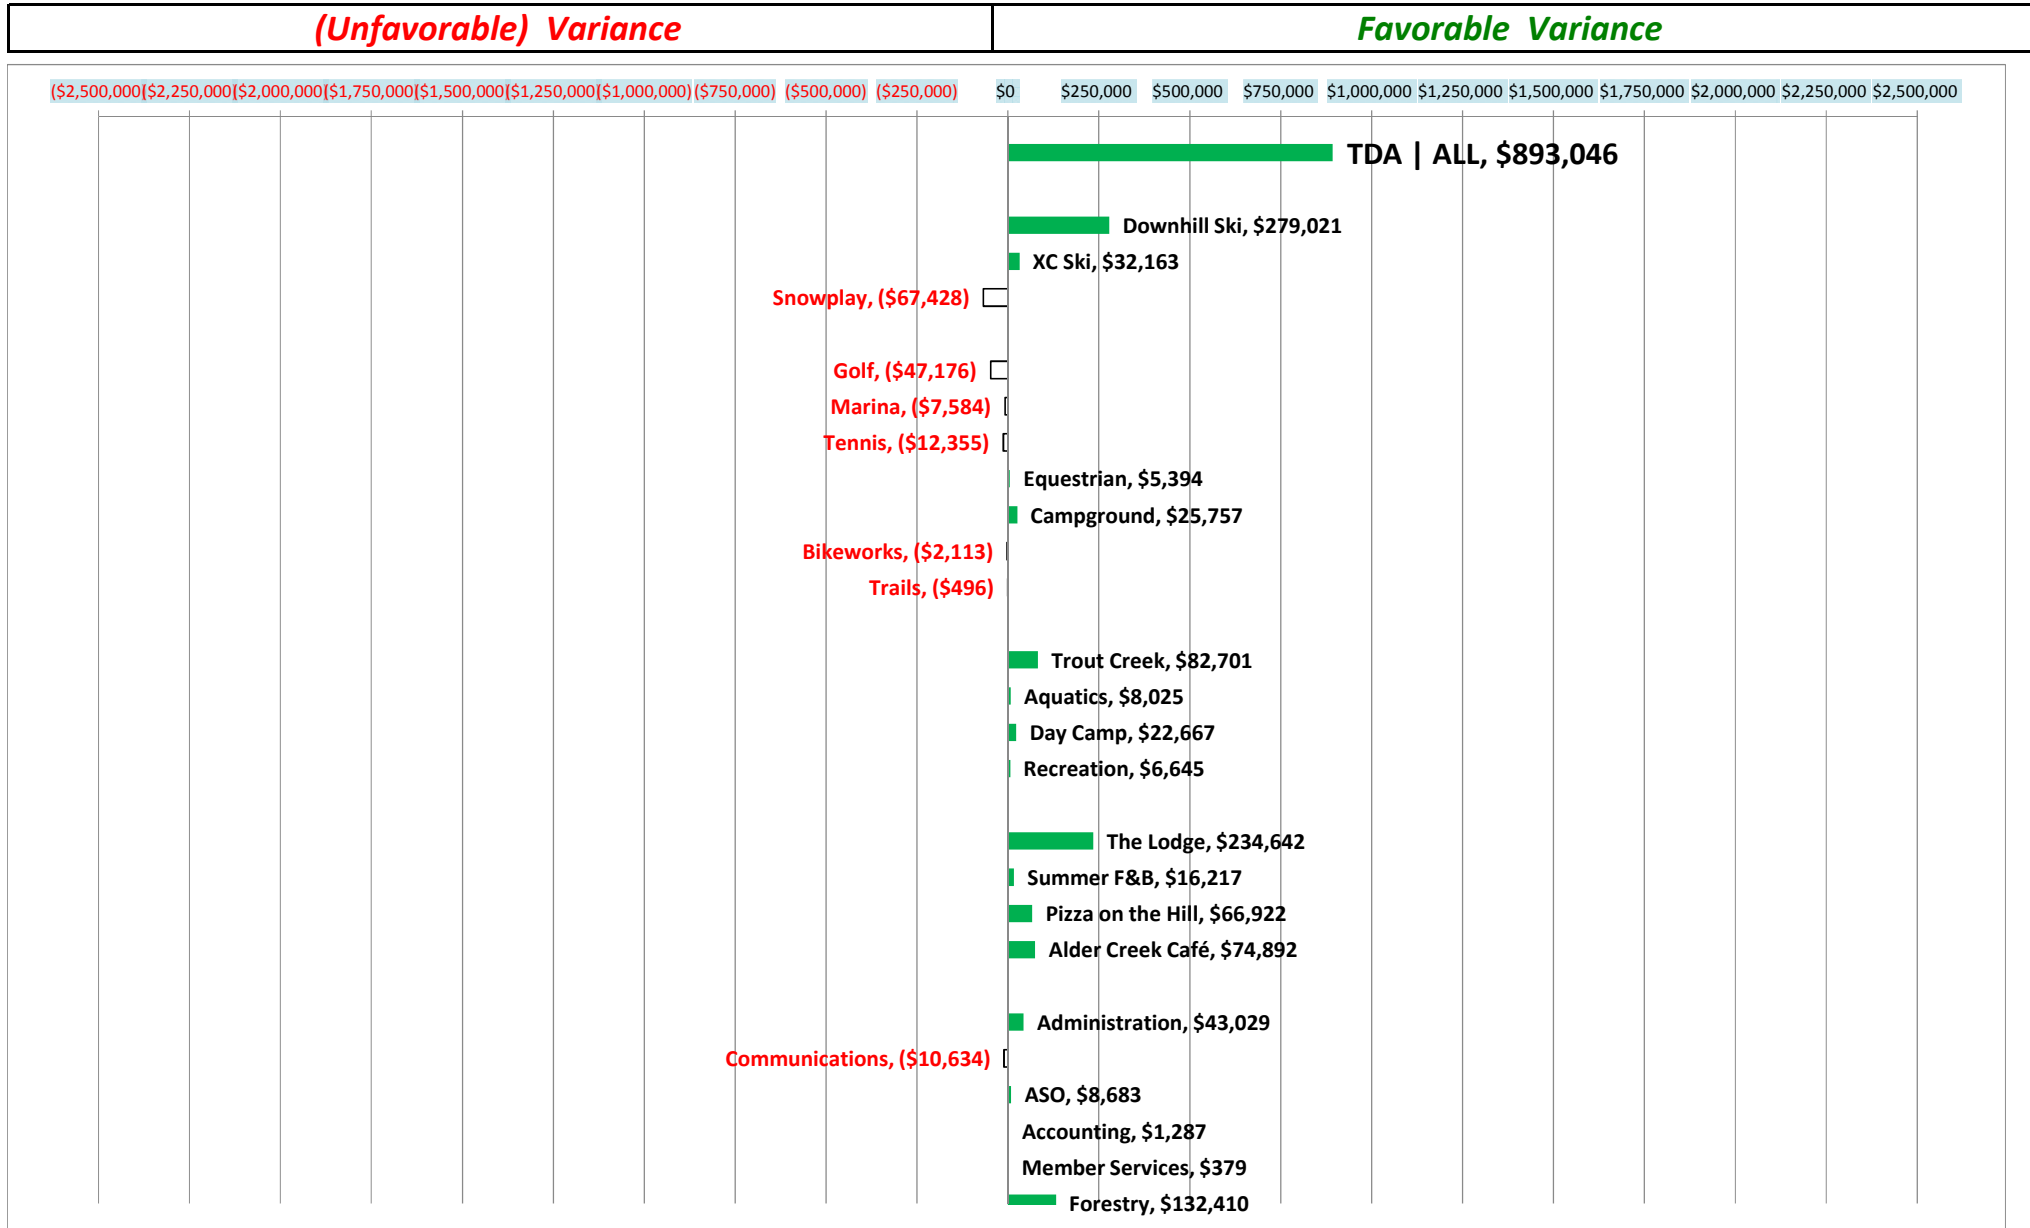 (Unfavorable) Variance
Favorable Variance
($2,500,000) ($2,250,000) ($2,000,000) ($1,750,000) ($1,500,000) ($1,250,000) ($1,000,000) ($750,000) ($500,000) ($250,000) $0 $250,000 $500,000 $750,000 $1,000,000 $1,250,000 $1,500,000 $1,750,000 $2,000,000 $2,250,000 $2,500,000
TDA | ALL, $893,046
Downhill Ski, $279,021
XC Ski, $32,163
Snowplay, ($67,428)
Golf, ($47,176)
Marina, ($7,584)
Tennis, ($12,355)
Equestrian, $5,394
Campground, $25,757
Bikeworks, ($2,113)
Trails, ($496)
Trout Creek, $82,701
Aquatics, $8,025
Day Camp, $22,667
Recreation, $6,645
The Lodge, $234,642
Summer F&B, $16,217
Pizza on the Hill, $66,922
Alder Creek Café, $74,892
Administration, $43,029
Communications, ($10,634)
ASO, $8,683
Accounting, $1,287
Member Services, $379
Forestry, $132,410